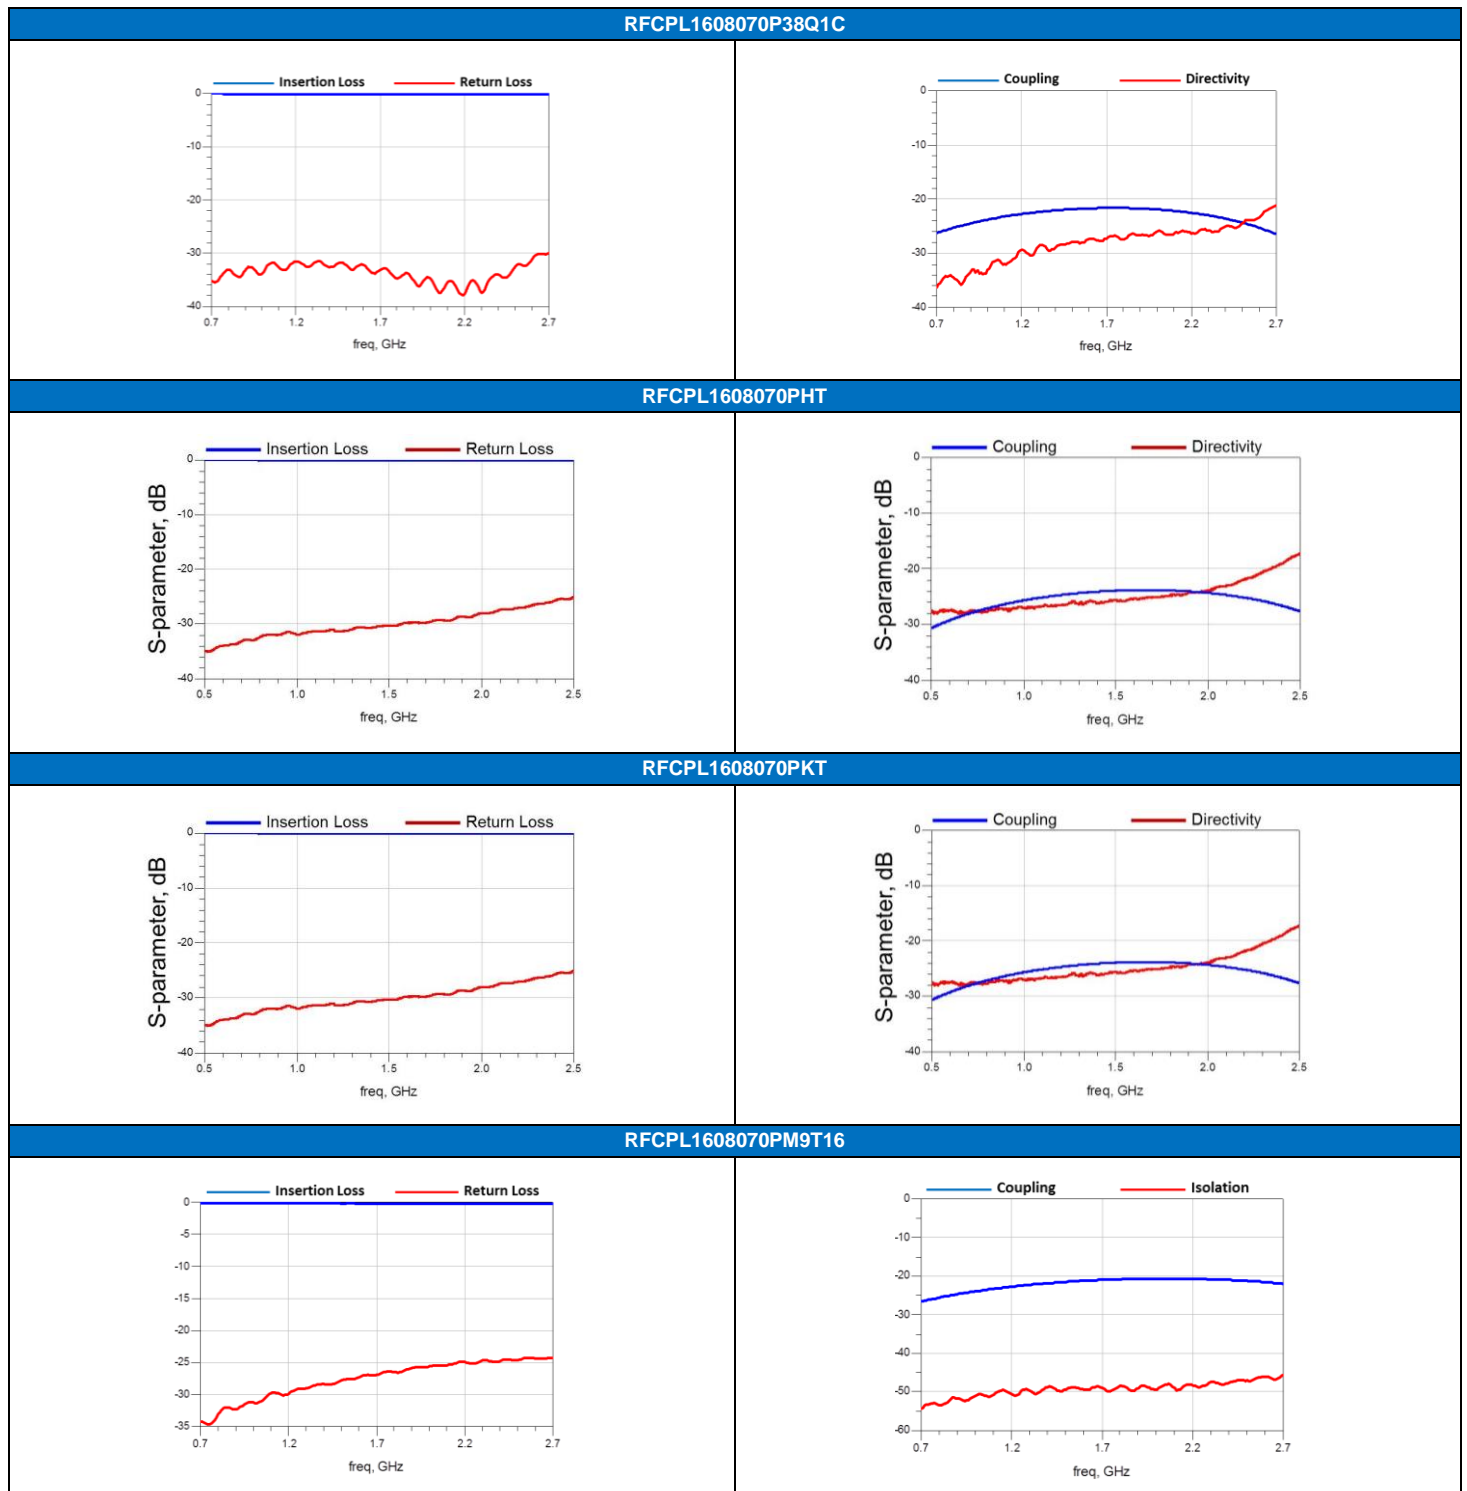 RFCPL1608070P38Q1C
Insertion Loss Return Loss
0
-10
-20
-30
-40
0.7 1.2 1.7 2.2 2.7
freq, GHz
Coupling Directivity
0
-10
-20
-30
-40
0.7 1.2 1.7 2.2 2.7
freq, GHz
RFCPL1608070PHT
Insertion Loss Return Loss
S-parameter, dB
0
-10
-20
-30
-40
0.5 1.0 1.5 2.0 2.5
freq, GHz
Coupling Directivity
S-parameter, dB
0
-10
-20
-30
-40
0.5 1.0 1.5 2.0 2.5
freq, GHz
RFCPL1608070PKT
Insertion Loss Return Loss
S-parameter, dB
0
-10
-20
-30
-40
0.5 1.0 1.5 2.0 2.5
freq, GHz
Coupling Directivity
S-parameter, dB
0
-10
-20
-30
-40
0.5 1.0 1.5 2.0 2.5
freq, GHz
RFCPL1608070PM9T16
Insertion Loss Return Loss
0
-5
-10
-15
-20
-25
-30
-35
0.7 1.2 1.7 2.2 2.7
freq, GHz
Coupling Isolation
0
-10
-20
-30
-40
-50
-60
0.7 1.2 1.7 2.2 2.7
freq, GHz